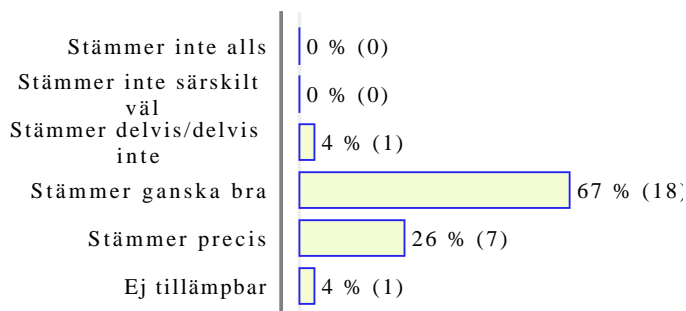 Stämmer inte alls 0 % (0)
Stämmer inte särskilt
väl 0 % (0)
Stämmer delvis/delvis
inte 4 % (1)
Stämmer ganska bra 67 % (18)
Stämmer precis 26 % (7)
Ej tillämpbar 4 % (1)